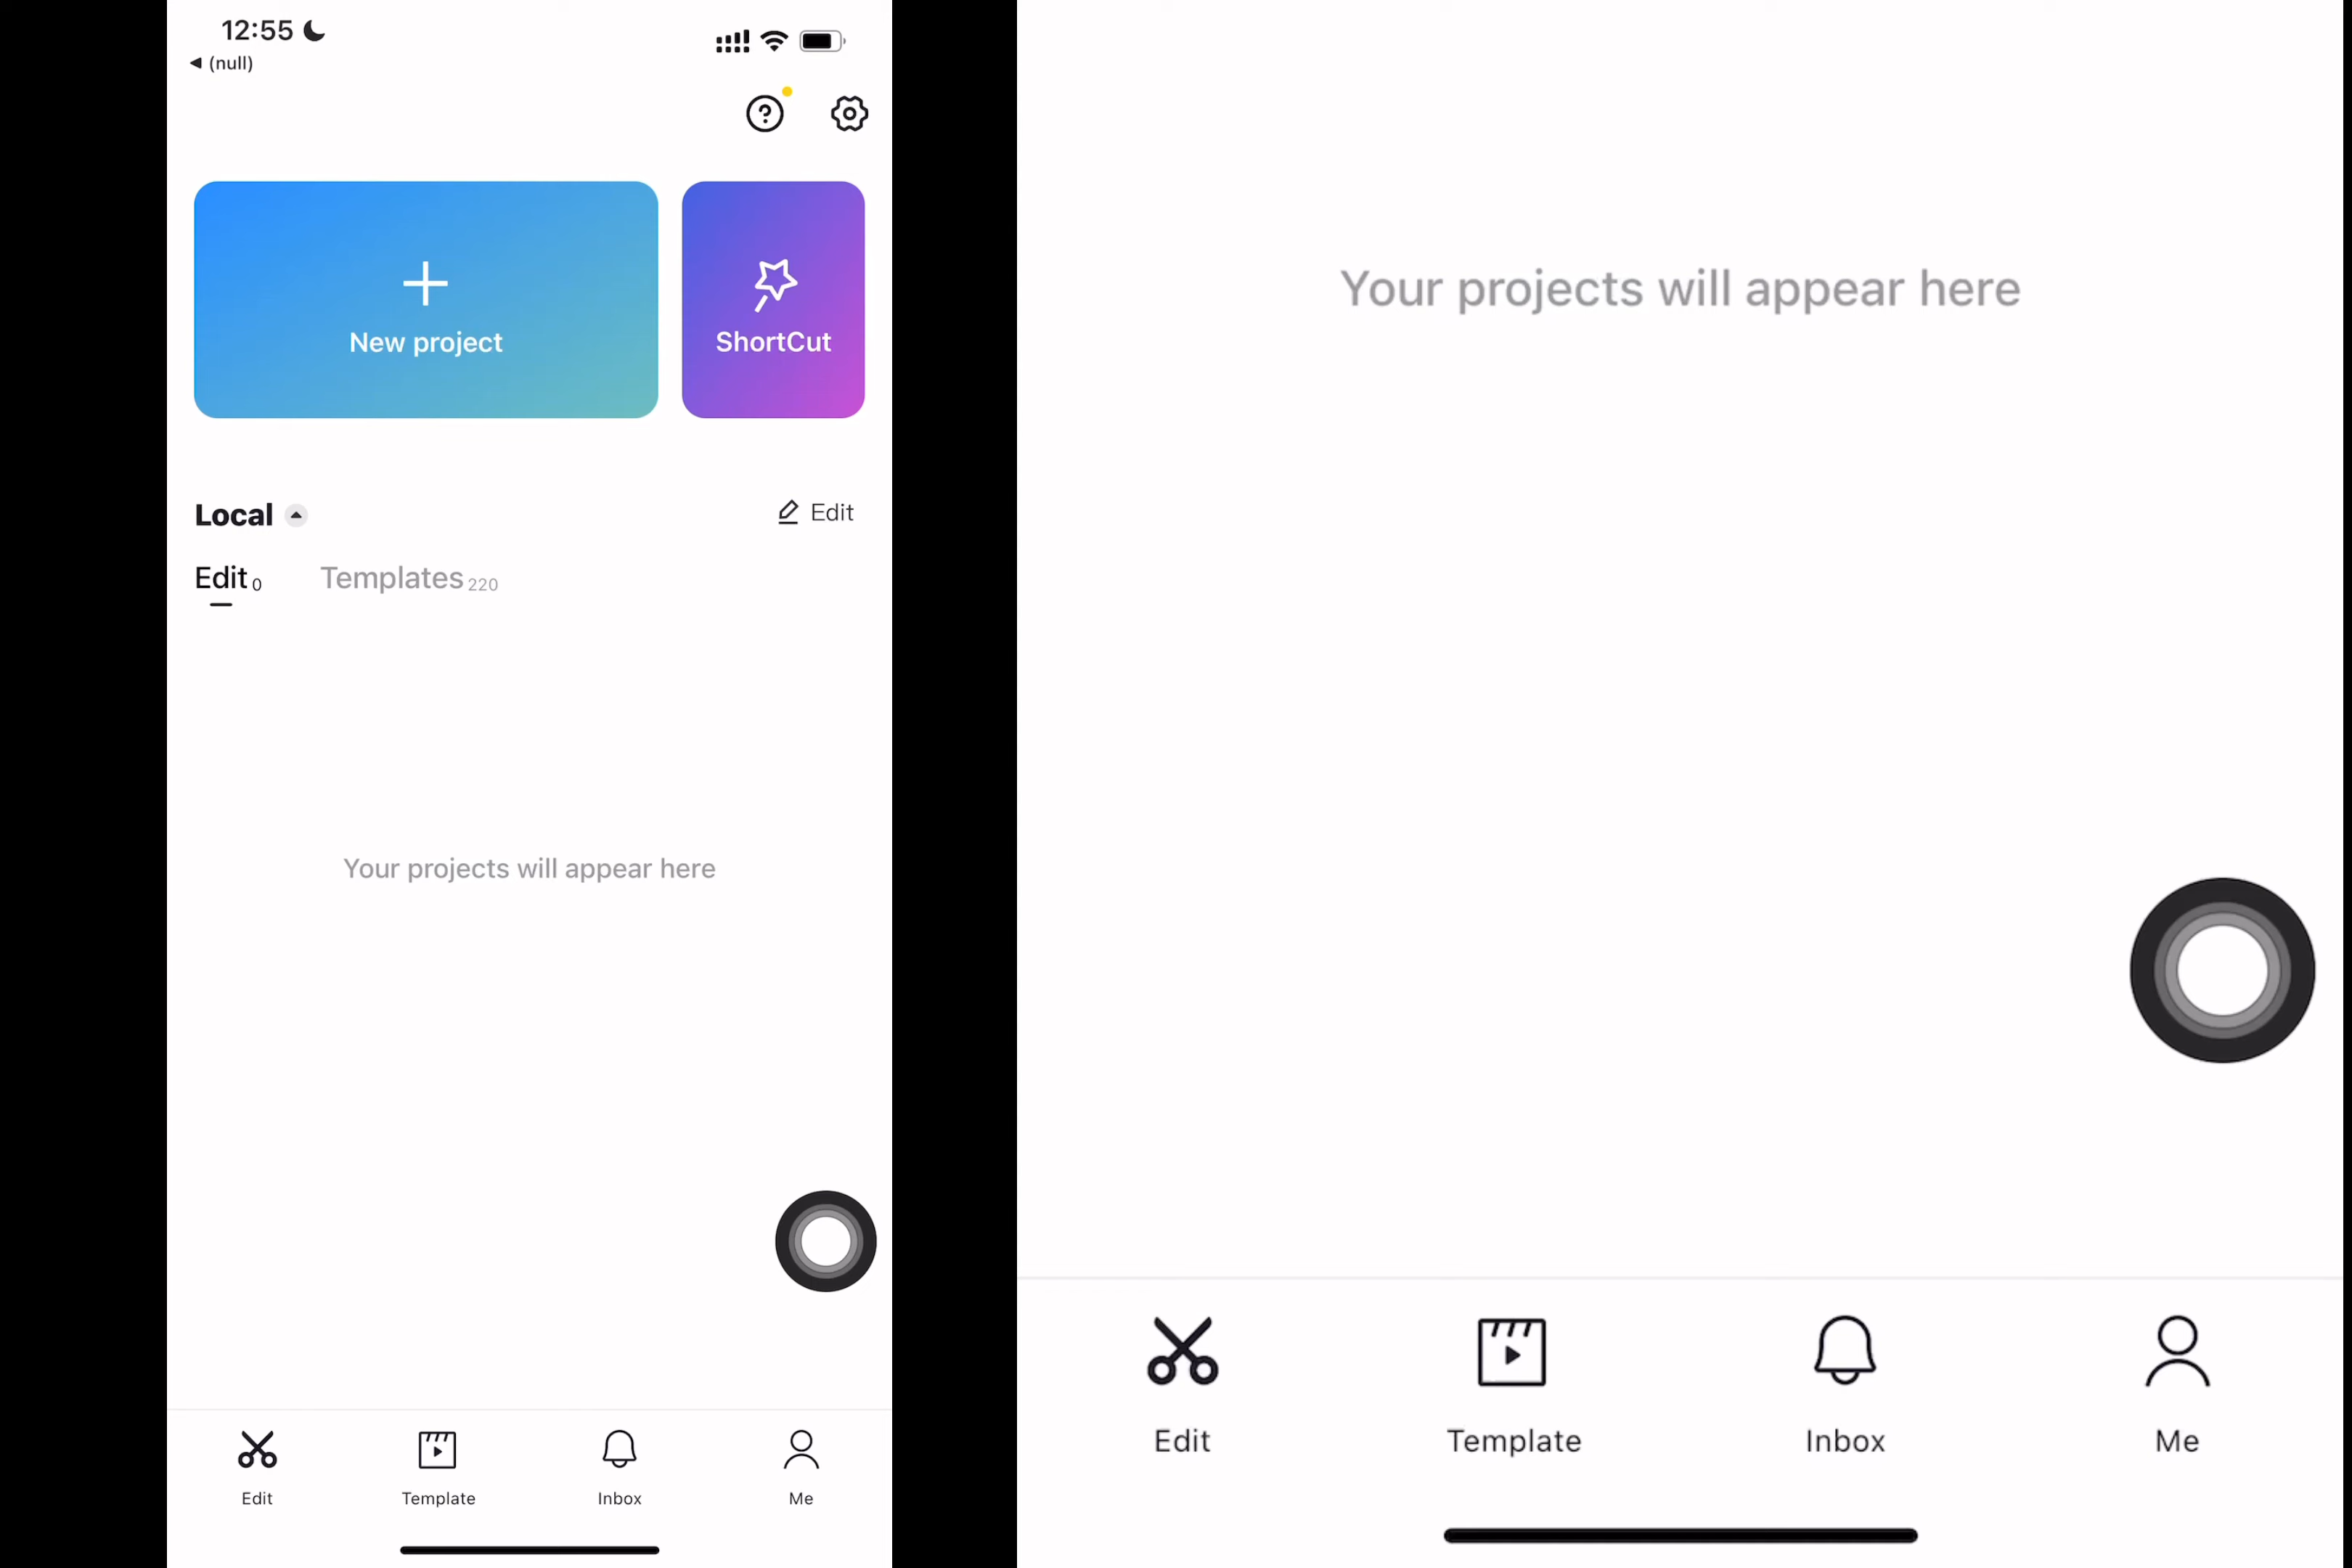 12:55
◀ (null)
New project
ShortCut
Local
Edit
Edit 0
Templates 220
Your projects will appear here
Edit
Template
Inbox
Me
Your projects will appear here
Edit
Template
Inbox
Me